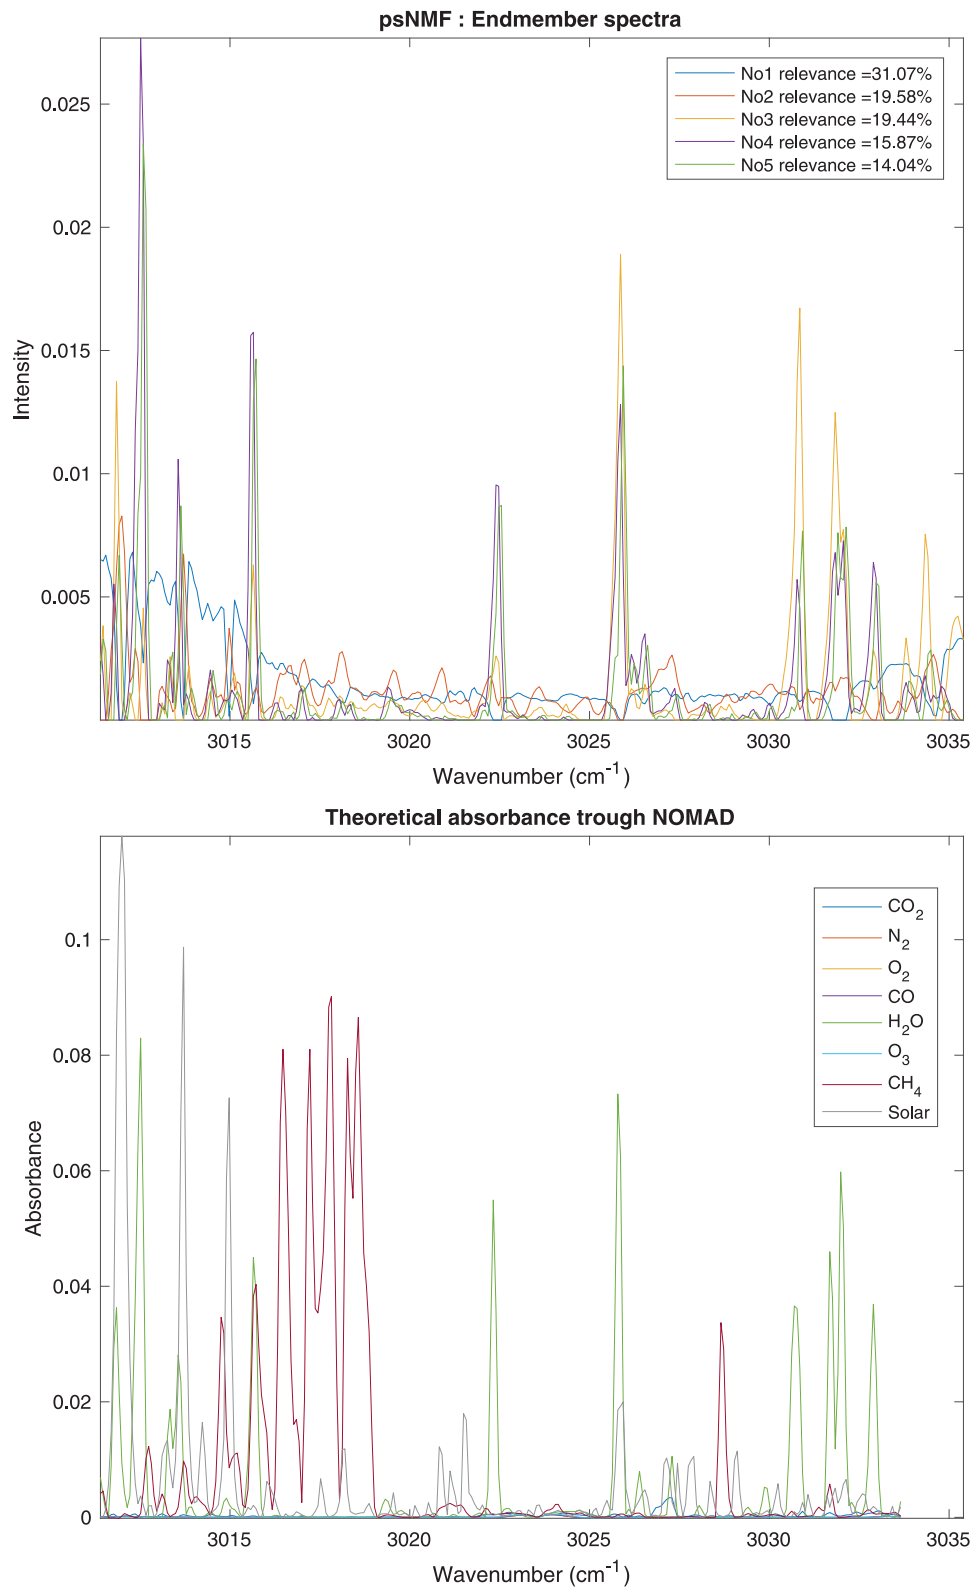 psNMF : Endmember spectra
No1 relevance =31.07%
No2 relevance =19.58%
No3 relevance =19.44%
No4 relevance =15.87%
No5 relevance =14.04%
0.025
0.02
0.015
0.01
0.005
Intensity
3015 3020 3025 3030 3035
Wavenumber (cm⁻¹)
Theoretical absorbance trough NOMAD
CO₂
N₂
O₂
CO
H₂O
O₃
CH₄
Solar
0.1
0.08
0.06
0.04
0.02
0
Absorbance
3015 3020 3025 3030 3035
Wavenumber (cm⁻¹)